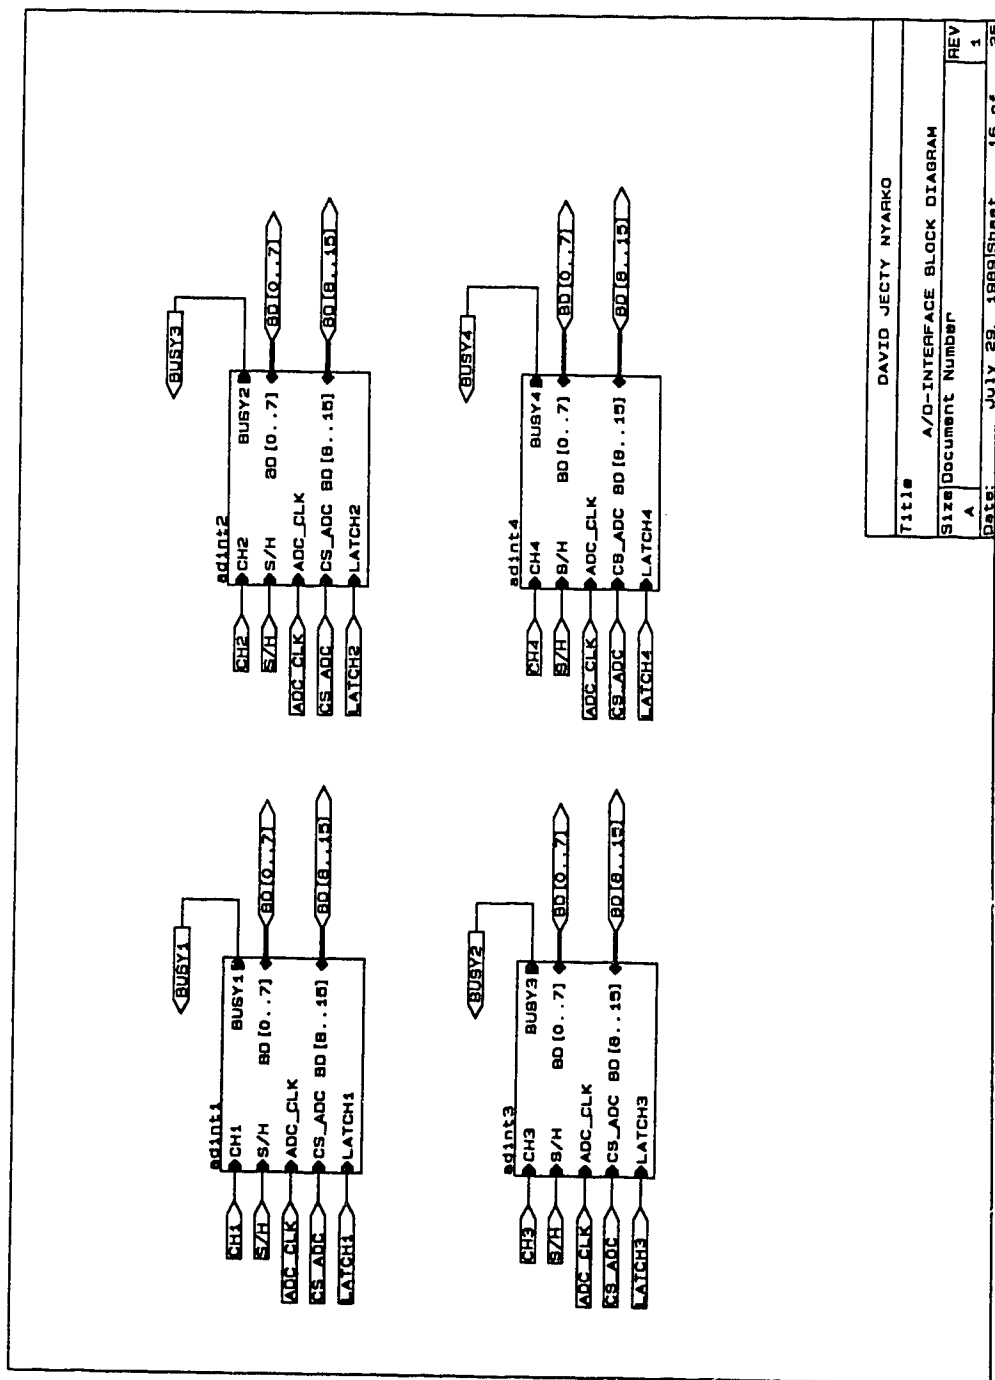 adint1
CH1
CH1
S/H
S/H
ADC_CLK
ADC_CLK
CS_ADC
CS_ADC
LATCH1
LATCH1
BUSY1
BUSY1
BD[0..7]
BD[0..7]
BD[8..15]
BD[8..15]
adint2
CH2
CH2
S/H
S/H
ADC_CLK
ADC_CLK
CS_ADC
CS_ADC
LATCH2
LATCH2
BUSY2
BUSY3
BD[0..7]
BD[0..7]
BD[8..15]
BD[8..15]
adint3
CH3
CH3
S/H
S/H
ADC_CLK
ADC_CLK
CS_ADC
CS_ADC
LATCH3
LATCH3
BUSY3
BUSY2
BD[0..7]
BD[0..7]
BD[8..15]
BD[8..15]
adint4
CH4
CH4
S/H
S/H
ADC_CLK
ADC_CLK
CS_ADC
CS_ADC
LATCH4
LATCH4
BUSY4
BUSY4
BD[0..7]
BD[0..7]
BD[8..15]
BD[8..15]
DAVID JECTY NYARKO
Title
A/D-INTERFACE BLOCK DIAGRAM
Size Document Number REV
A 1
Date: July 29, 1989 Sheet 16 of